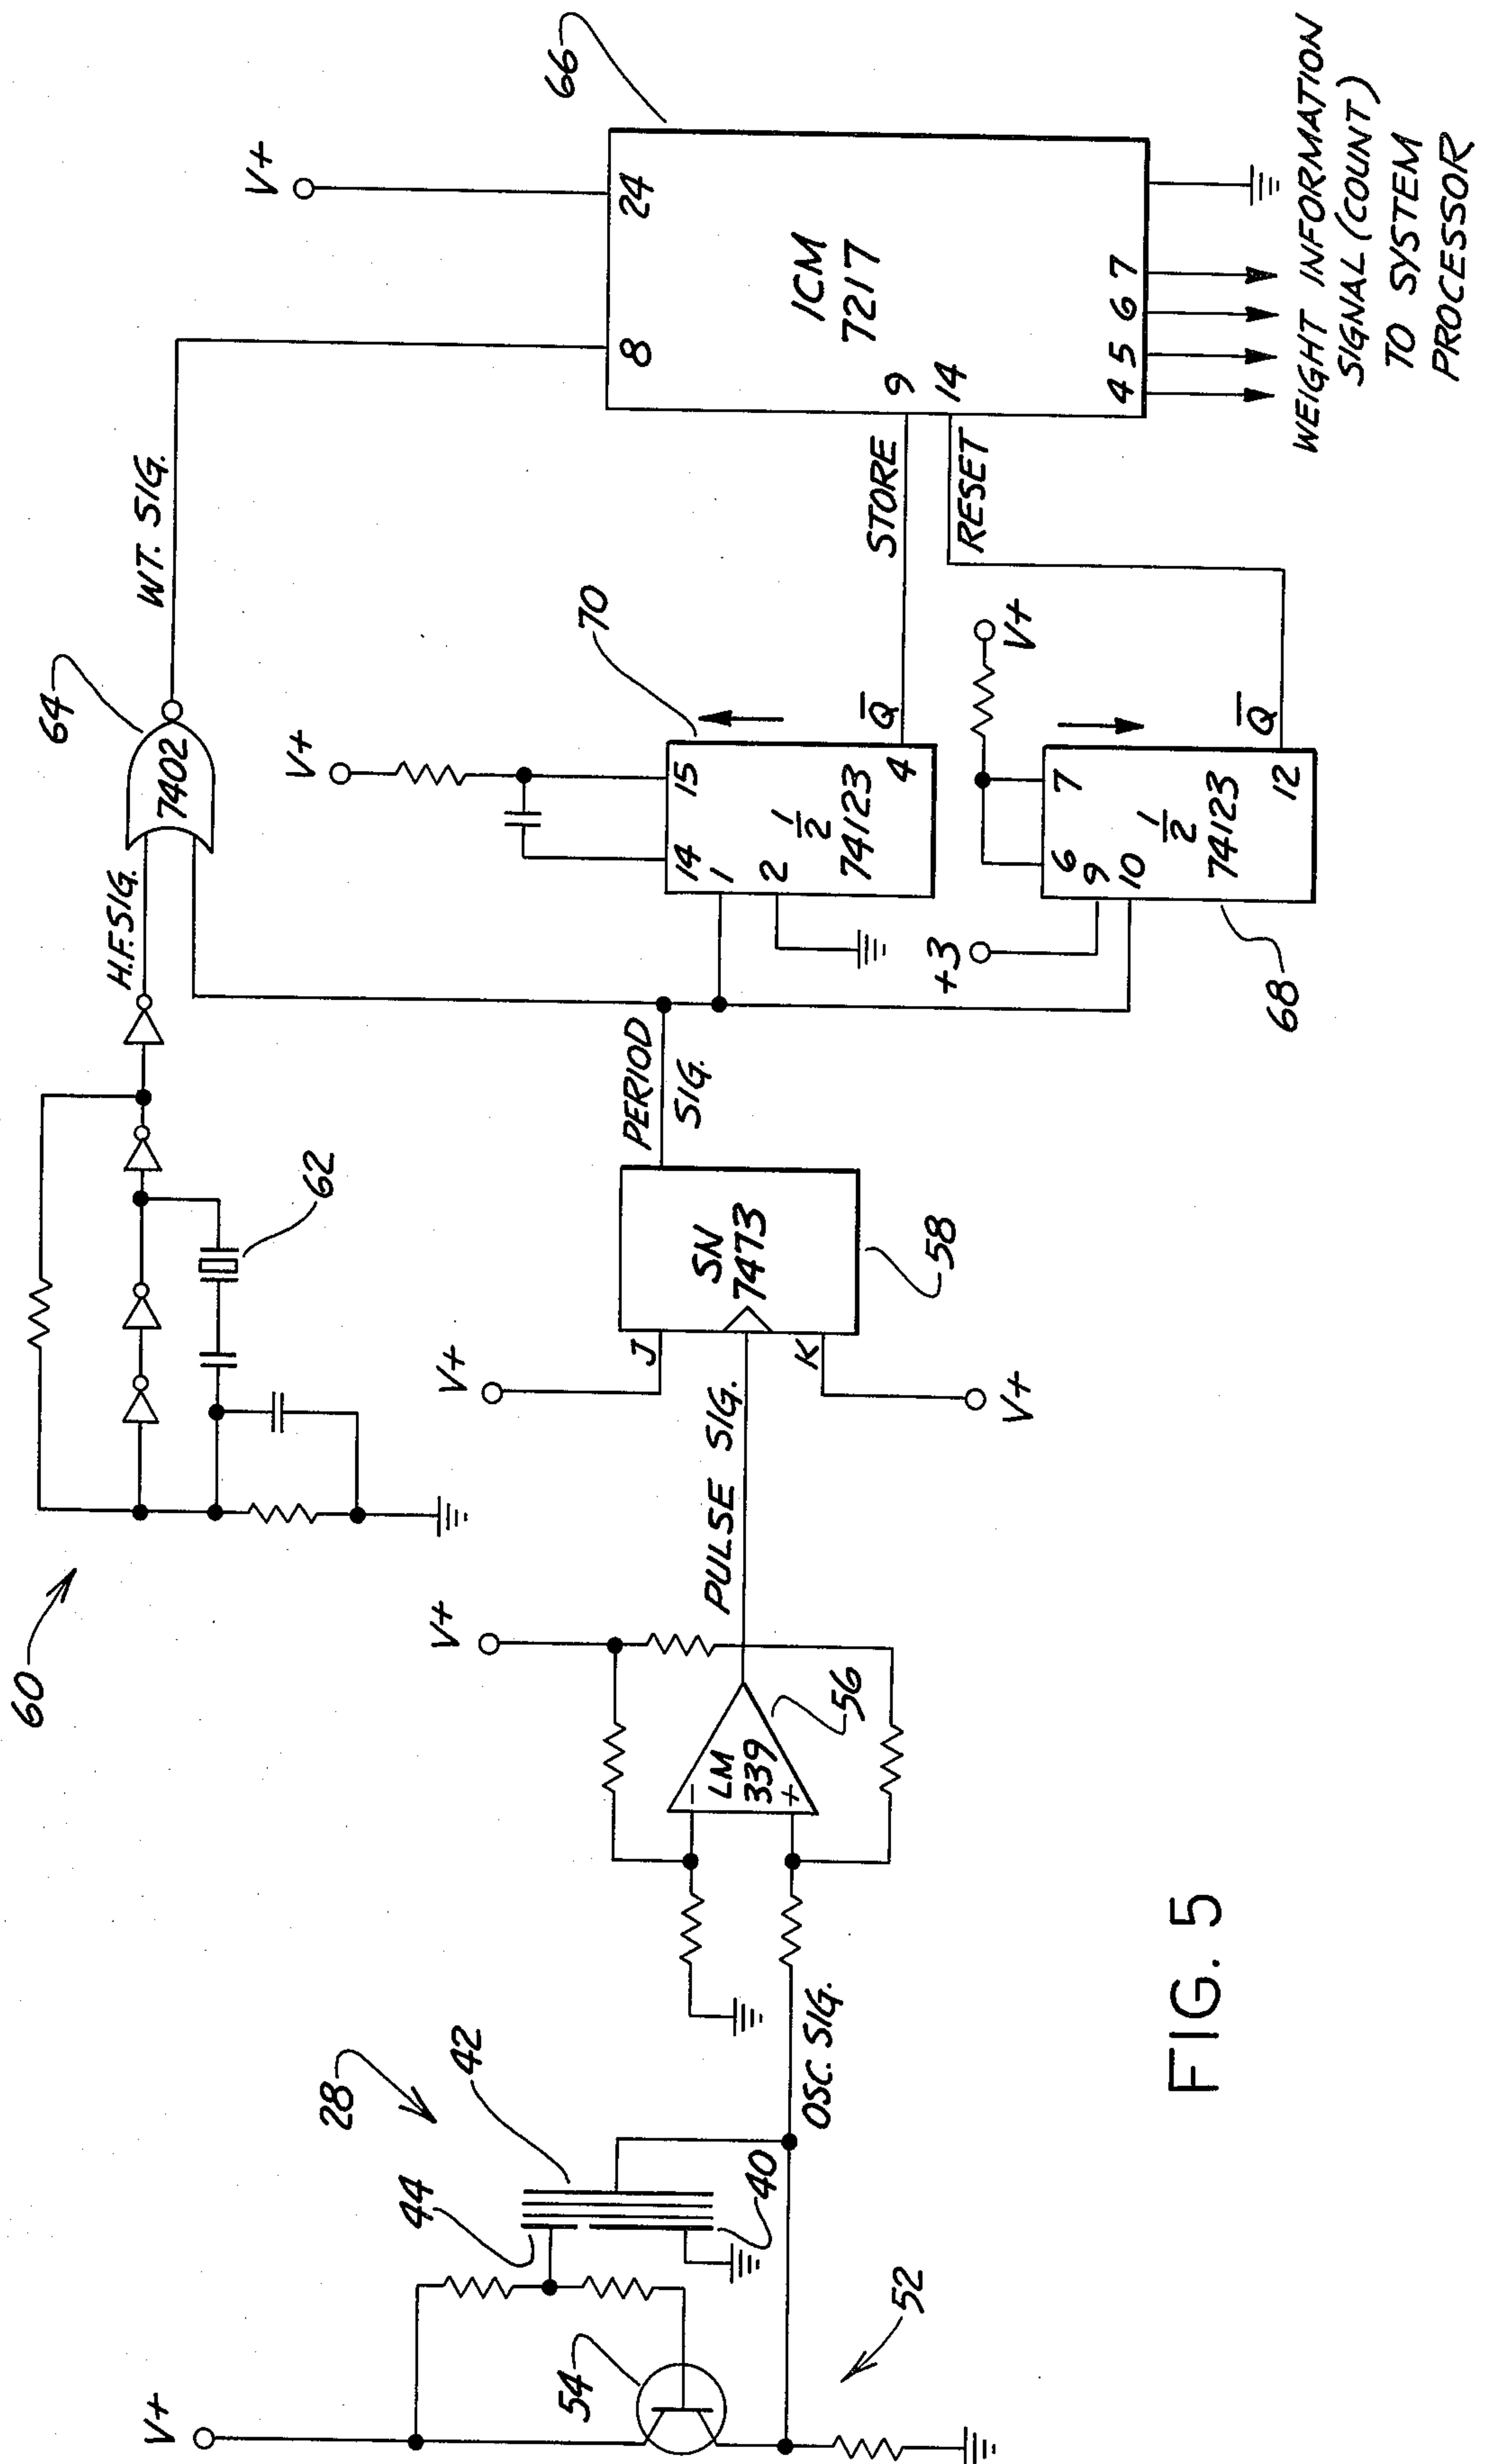 60
62
H.F. SIG.
64
7402
WT. SIG.
V+
66
24
8
ICM
7217
9
14
4 5 6 7
STORE
RESET
WEIGHT INFORMATION
SIGNAL (COUNT)
TO SYSTEM
PROCESSOR
V+
70
14 15
1
2
1/2
74123
4
Q̅
V+
+3
6 7
9
10
1/2
74123
12
Q̅
68
PERIOD
SIG.
V+
J
SN
7473
K
V+
58
PULSE SIG.
V+
−
LM
339
+
56
OSC. SIG.
28
42
44
40
V+
54
52
FIG. 5